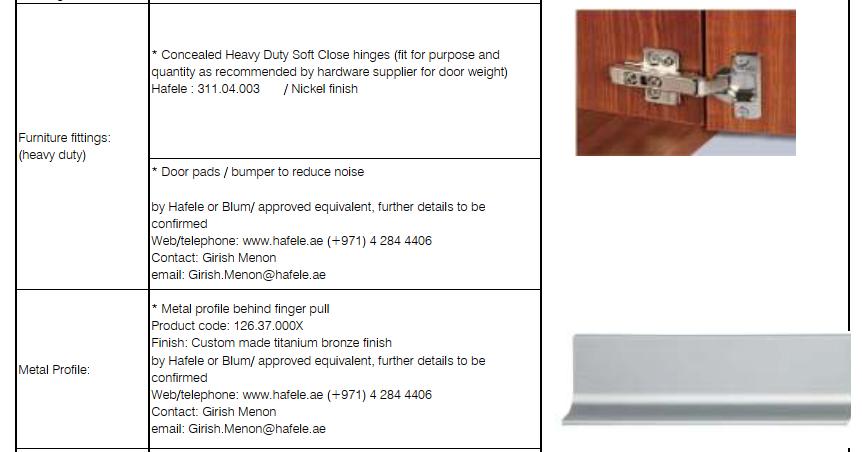 Furniture fittings:
(heavy duty)
* Concealed Heavy Duty Soft Close hinges (fit for purpose and
quantity as recommended by hardware supplier for door weight)
Hafele : 311.04.003 / Nickel finish
* Door pads / bumper to reduce noise
by Hafele or Blum/ approved equivalent, further details to be
confirmed
Web/telephone: www.hafele.ae (+971) 4 284 4406
Contact: Girish Menon
email: Girish.Menon@hafele.ae
Metal Profile:
* Metal profile behind finger pull
Product code: 126.37.000X
Finish: Custom made titanium bronze finish
by Hafele or Blum/ approved equivalent, further details to be
confirmed
Web/telephone: www.hafele.ae (+971) 4 284 4406
Contact: Girish Menon
email: Girish.Menon@hafele.ae